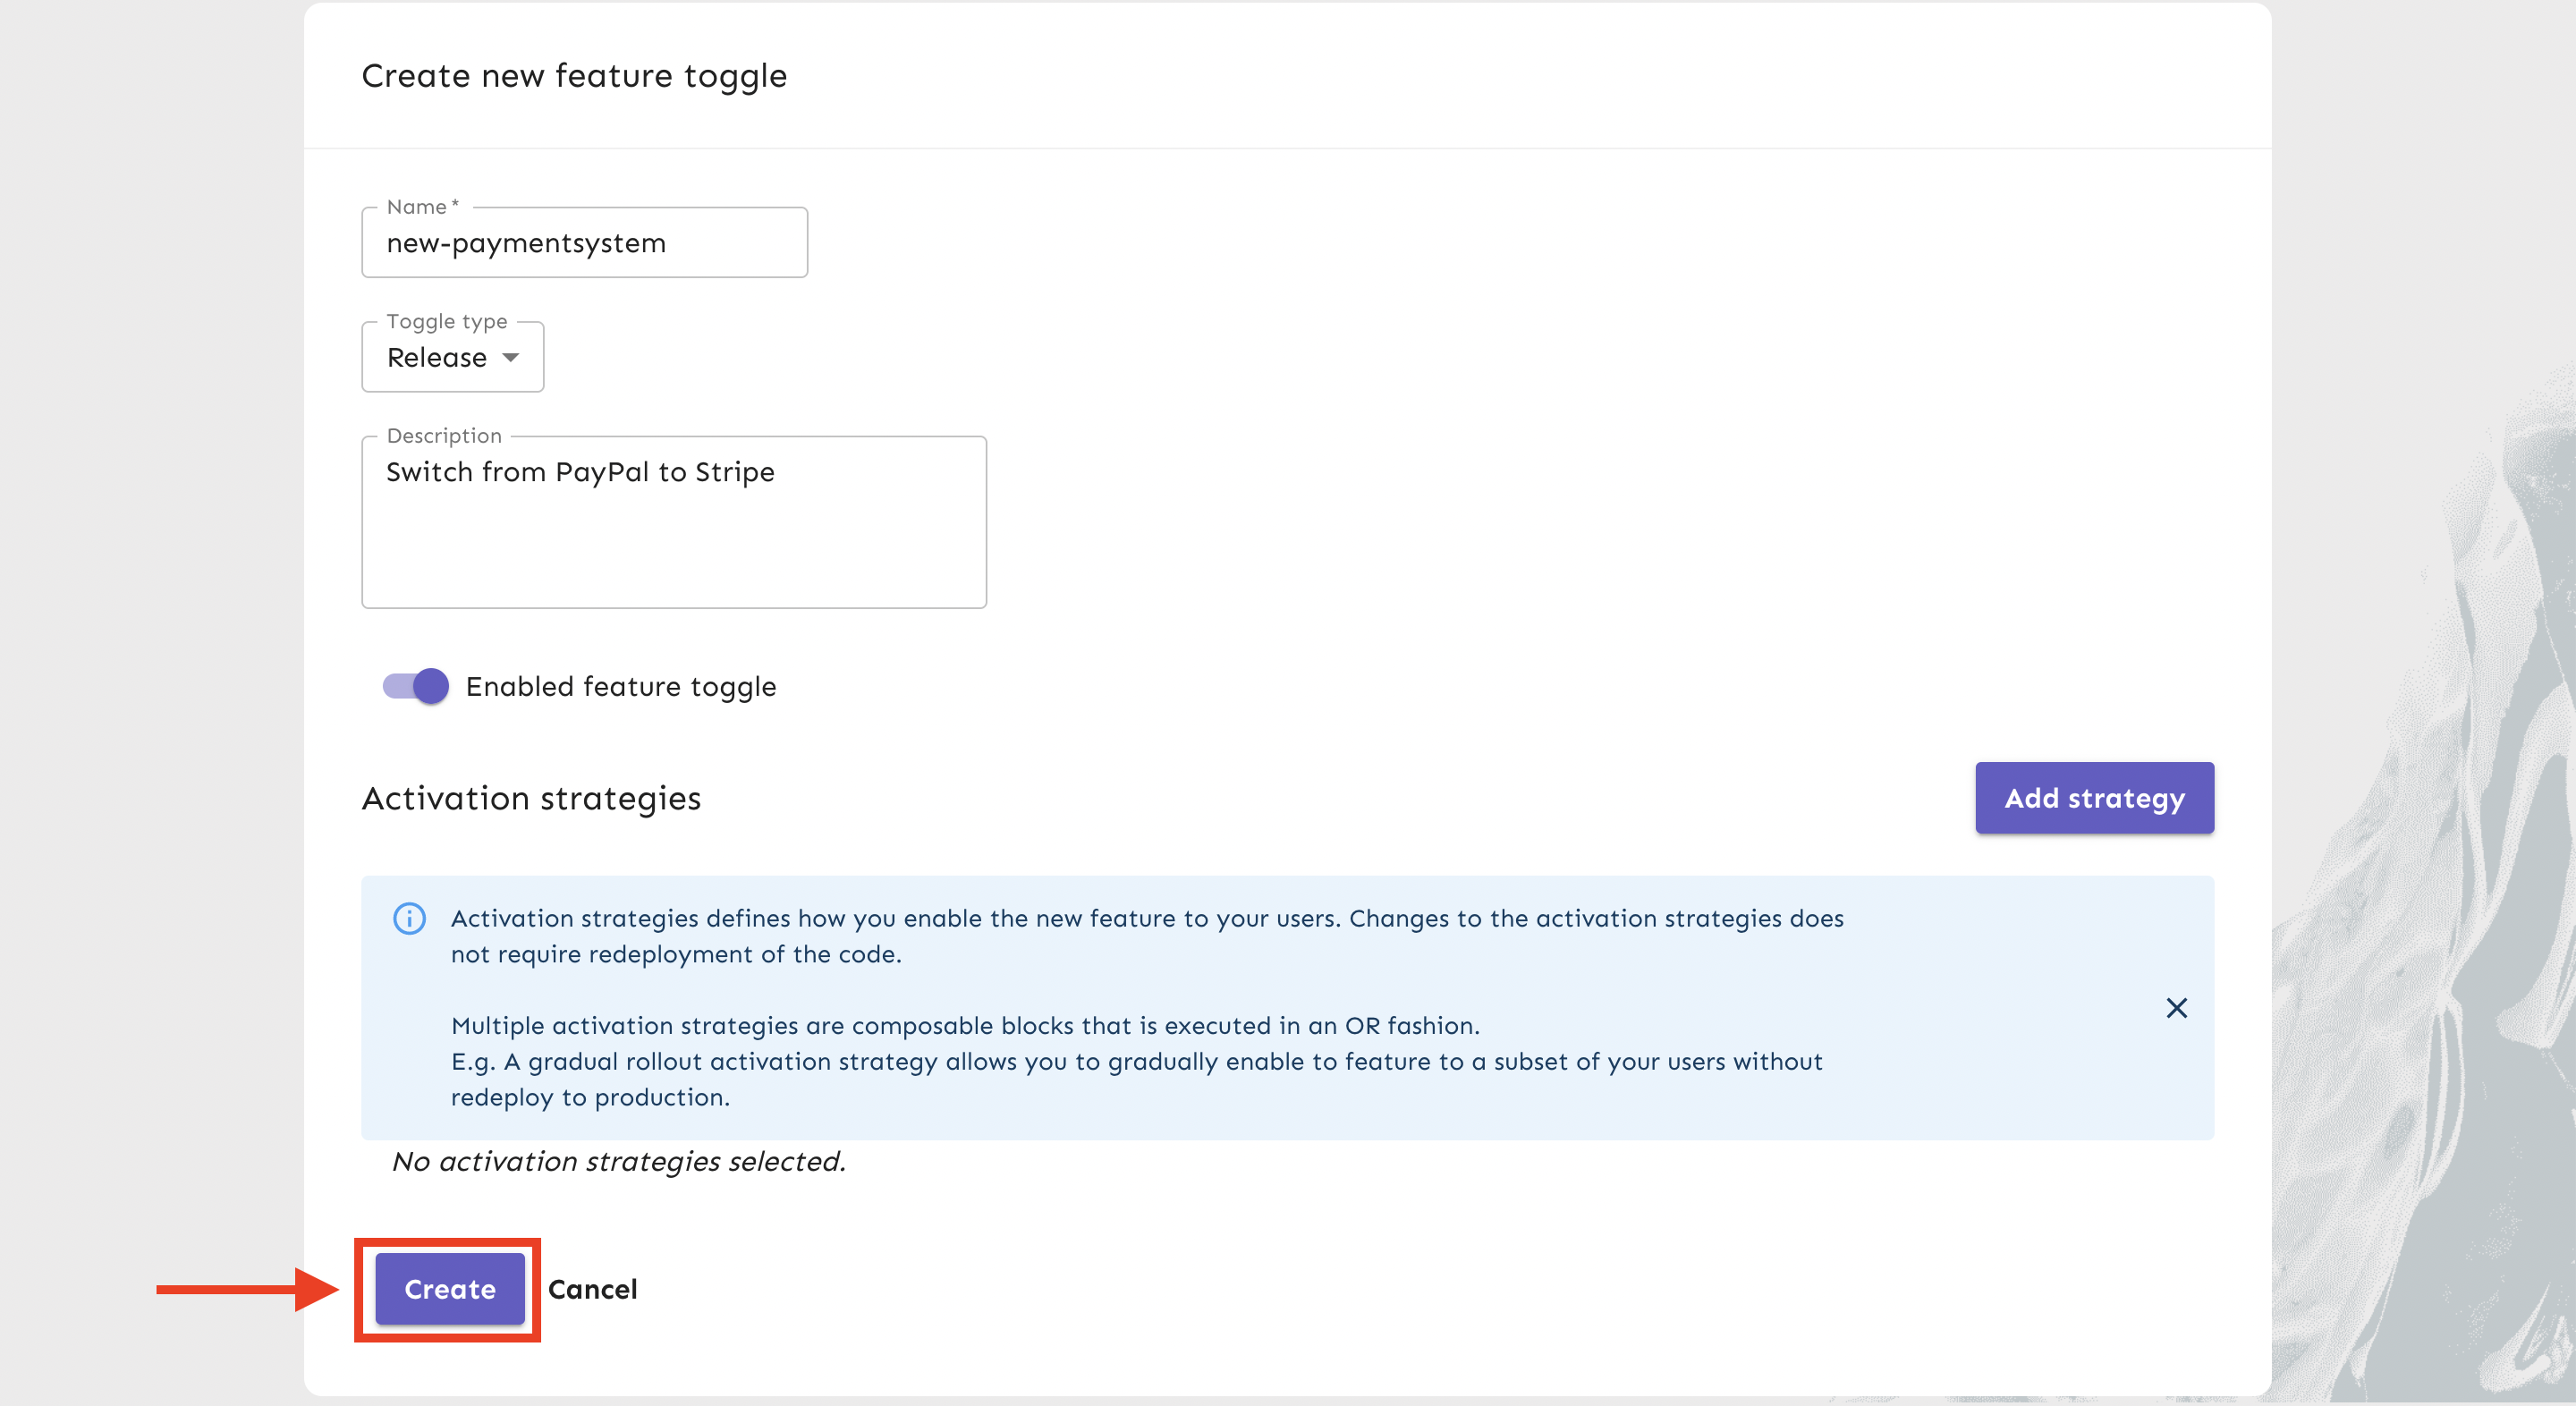 Create new feature toggle
Name *
new-paymentsystem
Toggle type
Release
Description
Switch from PayPal to Stripe
Enabled feature toggle
Activation strategies
Add strategy
Activation strategies defines how you enable the new feature to your users. Changes to the activation strategies does
not require redeployment of the code.
Multiple activation strategies are composable blocks that is executed in an OR fashion.
E.g. A gradual rollout activation strategy allows you to gradually enable to feature to a subset of your users without
redeploy to production.
No activation strategies selected.
Create
Cancel